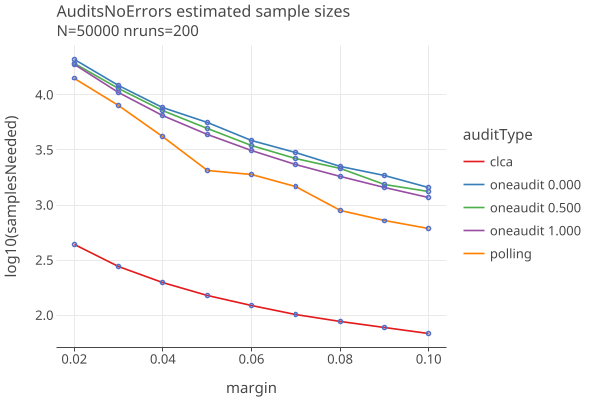 AuditsNoErrors estimated sample sizes
N=50000 nruns=200
log10(samplesNeeded)
4.0
3.5
3.0
2.5
2.0
0.02
0.04
0.06
0.08
0.10
margin
auditType
clca
oneaudit 0.000
oneaudit 0.500
oneaudit 1.000
polling